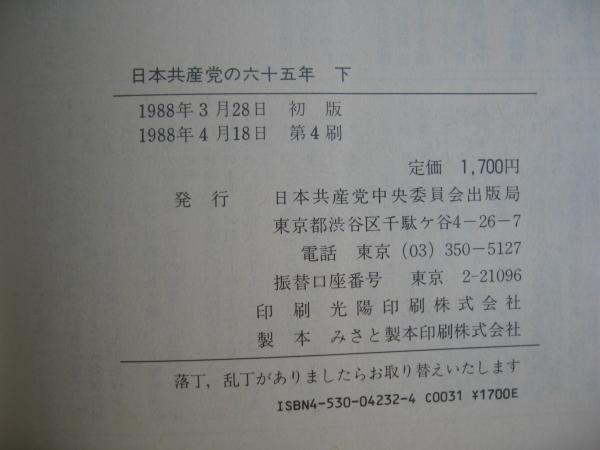 日本共産党の六十五年　下
1988年3月28日　初　版
1988年4月18日　第4刷
定価　1,700円
発　行　　日本共産党中央委員会出版局
東京都渋谷区千駄ケ谷4-26-7
電話　東京（03）350-5127
振替口座番号　東京　2-21096
印　刷　光陽印刷株式会社
製　本　みさと製本印刷株式会社
落丁，乱丁がありましたらお取り替えいたします
ISBN4-530-04232-4　C0031　¥1700E